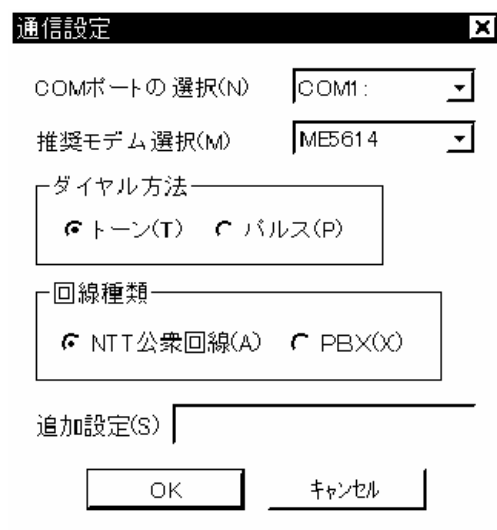 通信設定
COMポートの選択(N) COM1:
推奨モデム選択(M) ME5614
ダイヤル方法
トーン(T) パルス(P)
回線種類
NTT公衆回線(A) PBX(X)
追加設定(S)
OK ｷｬﾝｾﾙ